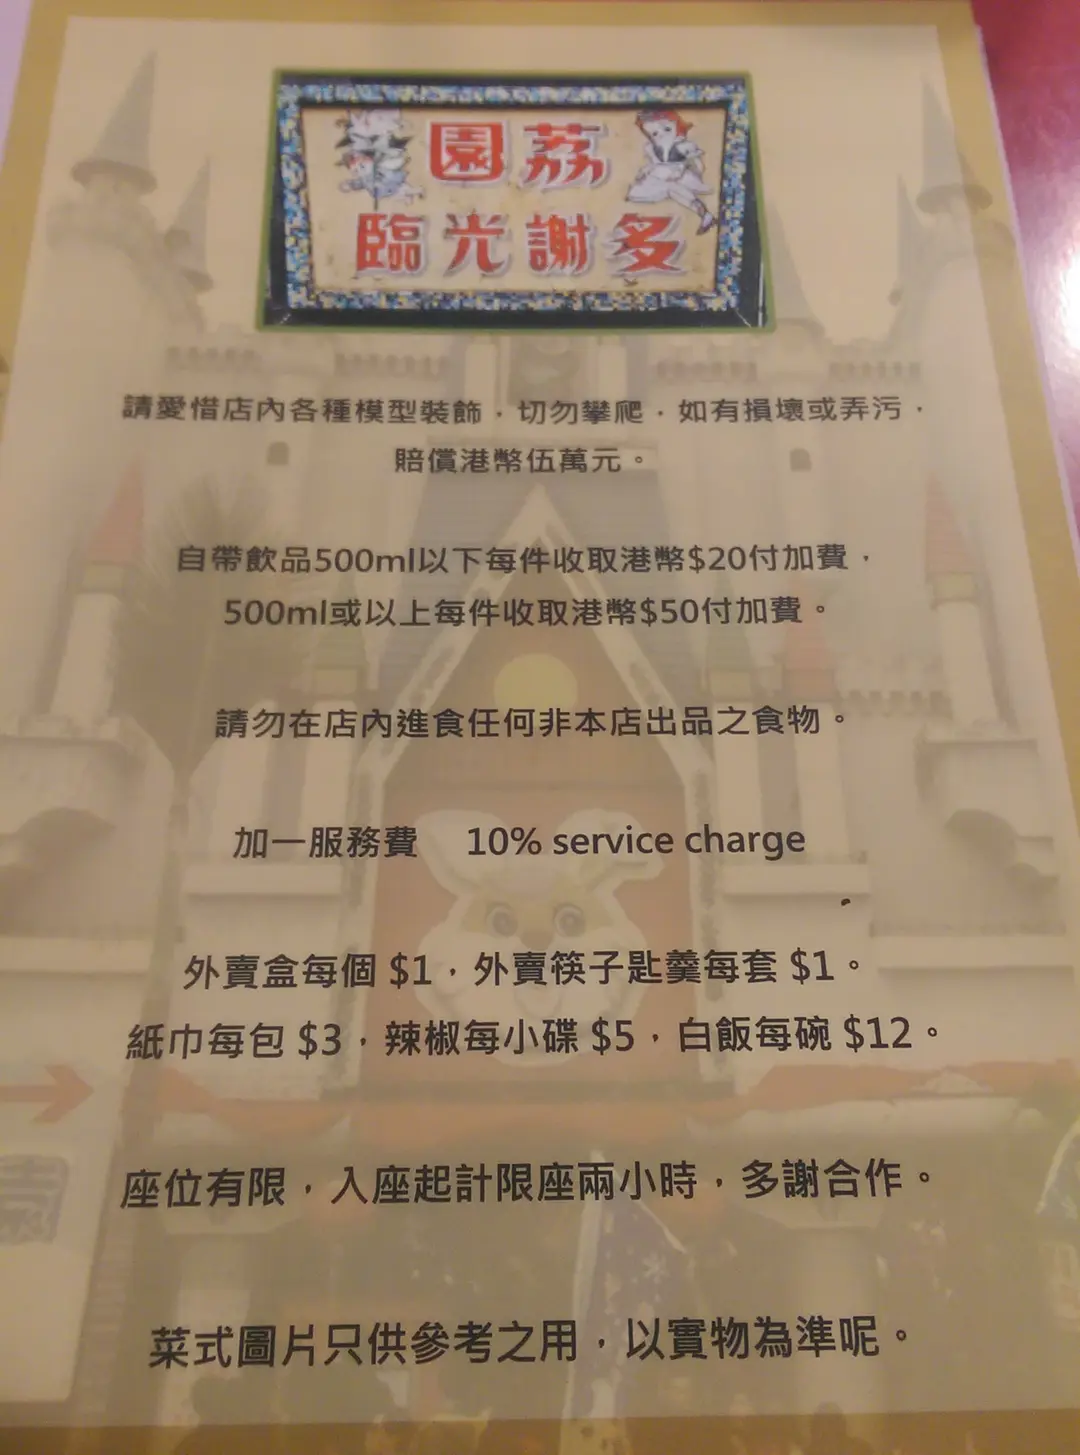 園荔
臨光謝多
請愛惜店內各種模型裝飾，切勿攀爬，如有損壞或弄污，
賠償港幣伍萬元。
自帶飲品500ml以下每件收取港幣$20付加費，
500ml或以上每件收取港幣$50付加費。
請勿在店內進食任何非本店出品之食物。
加一服務費 10% service charge
外賣盒每個 $1，外賣筷子匙羹每套 $1。
紙巾每包 $3，辣椒每小碟 $5，白飯每碗 $12。
座位有限，入座起計限座兩小時，多謝合作。
菜式圖片只供參考之用，以實物為準呢。